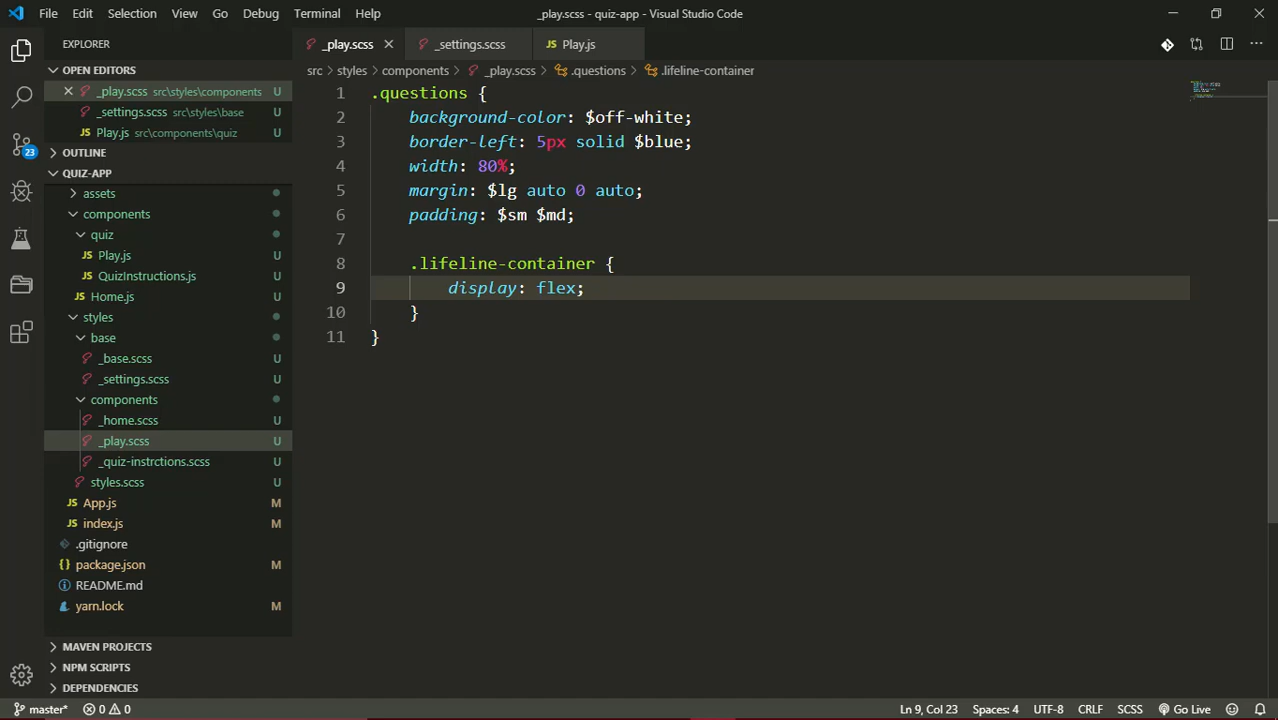 File Edit Selection View Go Debug Terminal Help
_play.scss - quiz-app - Visual Studio Code
EXPLORER
_play.scss
_settings.scss
Play.js
OPEN EDITORS
src > styles > components > _play.scss > .questions > .lifeline-container
_play.scss src\styles\components
_settings.scss src\styles\base
Play.js src\components\quiz
OUTLINE
QUIZ-APP
assets
components
quiz
Play.js U
QuizInstructions.js U
Home.js U
styles
base
_base.scss U
_settings.scss U
components
_home.scss U
_play.scss U
_quiz-instrctions.scss U
styles.scss U
App.js M
index.js M
.gitignore
package.json M
README.md
yarn.lock M
MAVEN PROJECTS
NPM SCRIPTS
DEPENDENCIES
23
1 .questions {
2 background-color: $off-white;
3 border-left: 5px solid $blue;
4 width: 80%;
5 margin: $lg auto 0 auto;
6 padding: $sm $md;
7
8 .lifeline-container {
9 display: flex;
10 }
11 }
master* 0 0
Ln 9, Col 23 Spaces: 4 UTF-8 CRLF SCSS Go Live